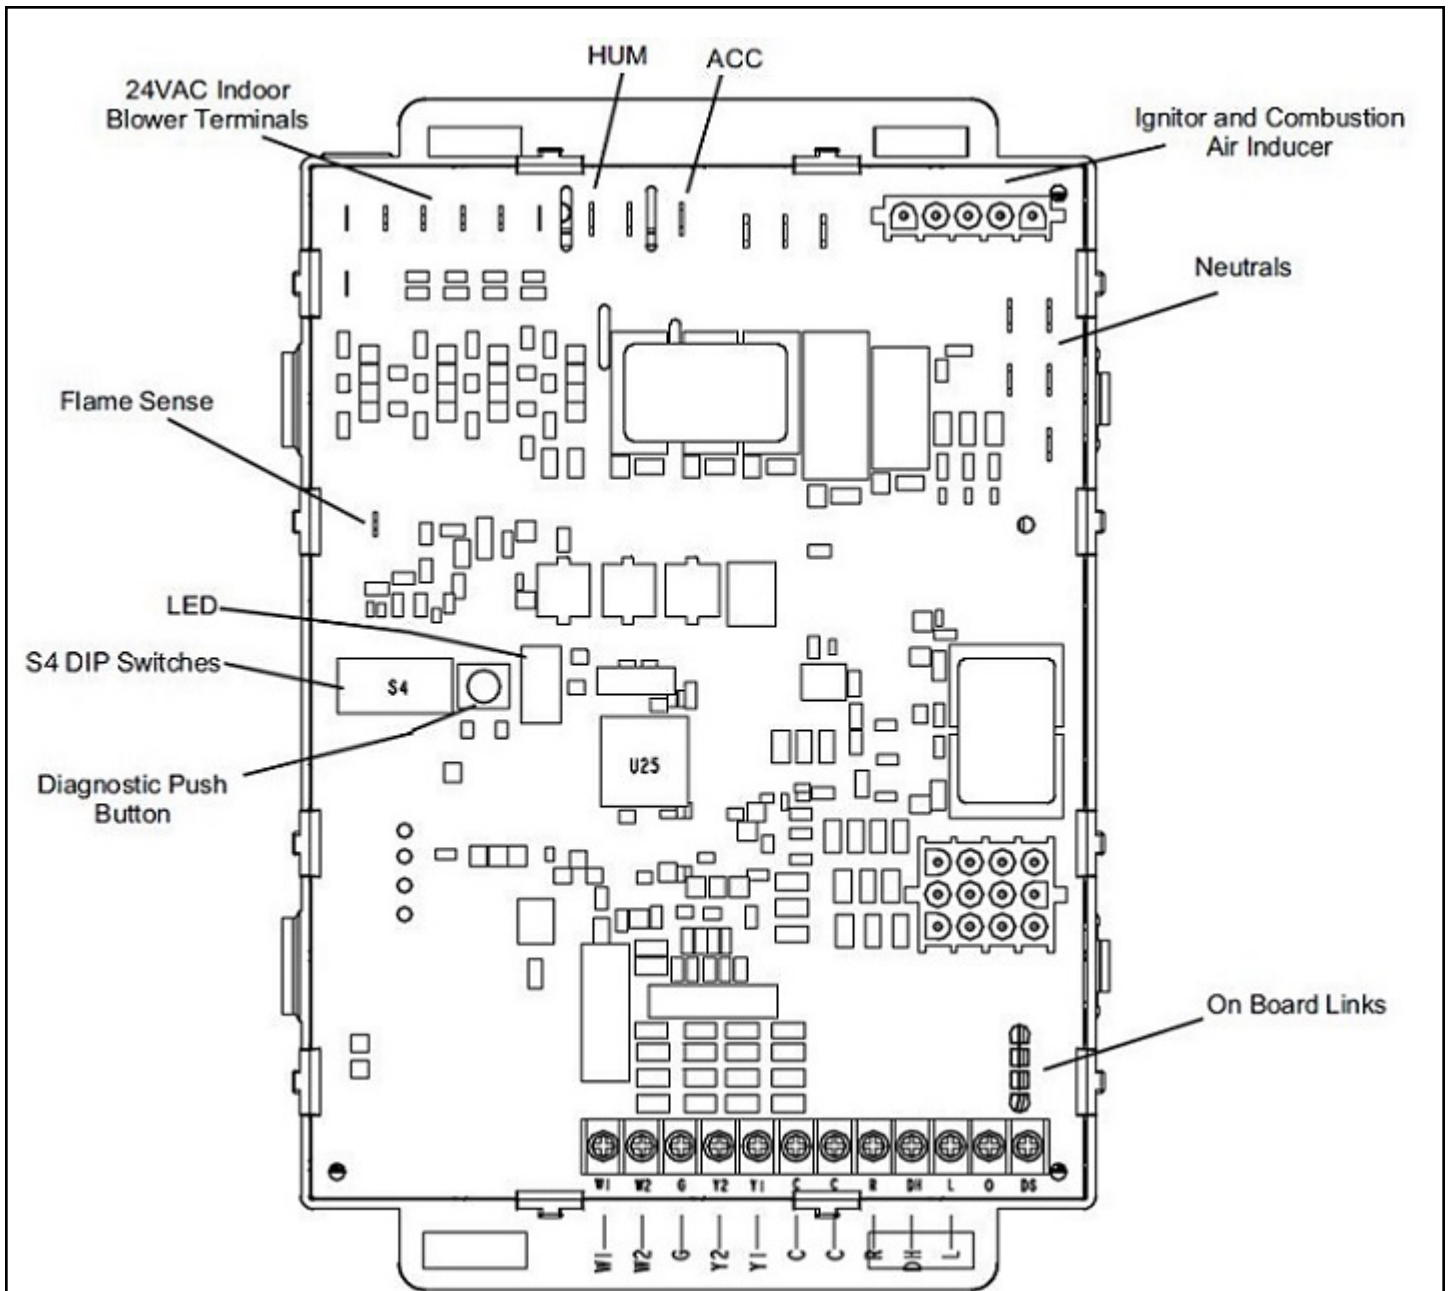 HUM
ACC
24VAC Indoor
Blower Terminals
Ignitor and Combustion
Air Inducer
Neutrals
Flame Sense
LED
S4 DIP Switches
S4
U25
Diagnostic Push
Button
On Board Links
W1 W2 G Y2 Y1 C C R DH L O DS
W1 W2 G Y2 Y1 C C R DH L